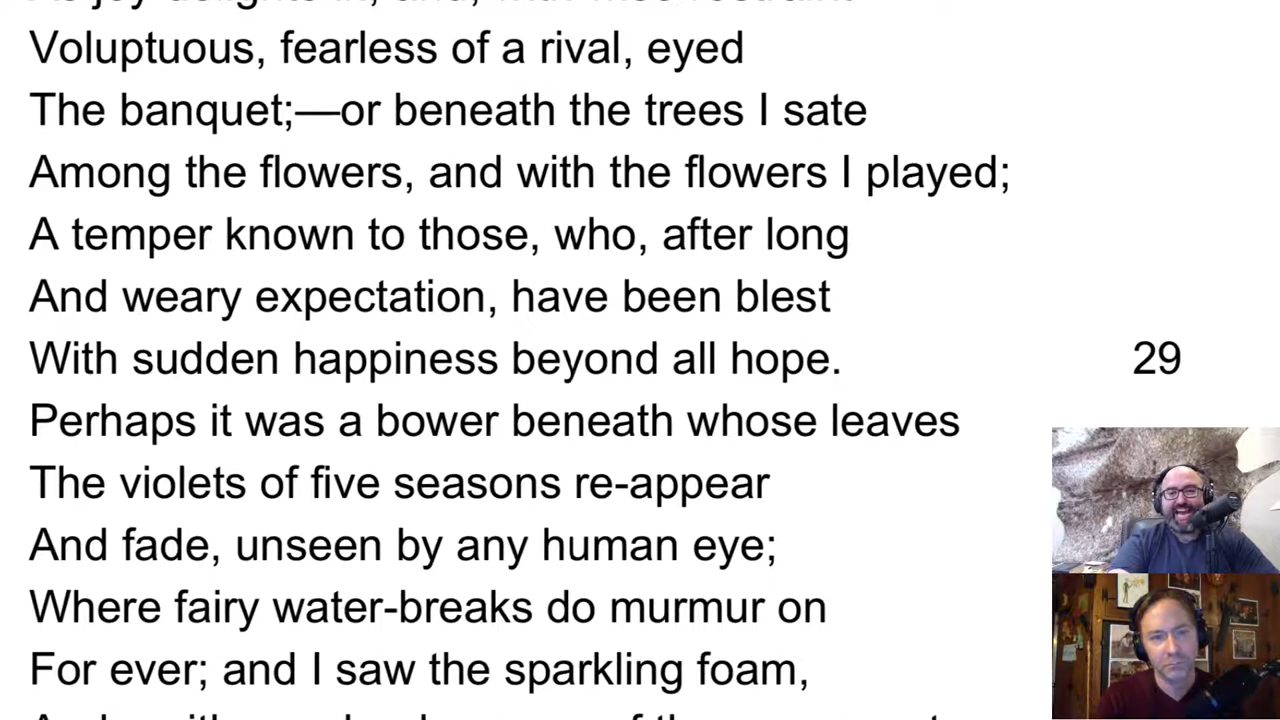 Voluptuous, fearless of a rival, eyed
The banquet;—or beneath the trees I sate
Among the flowers, and with the flowers I played;
A temper known to those, who, after long
And weary expectation, have been blest
With sudden happiness beyond all hope. 29
Perhaps it was a bower beneath whose leaves
The violets of five seasons re-appear
And fade, unseen by any human eye;
Where fairy water-breaks do murmur on
For ever; and I saw the sparkling foam,